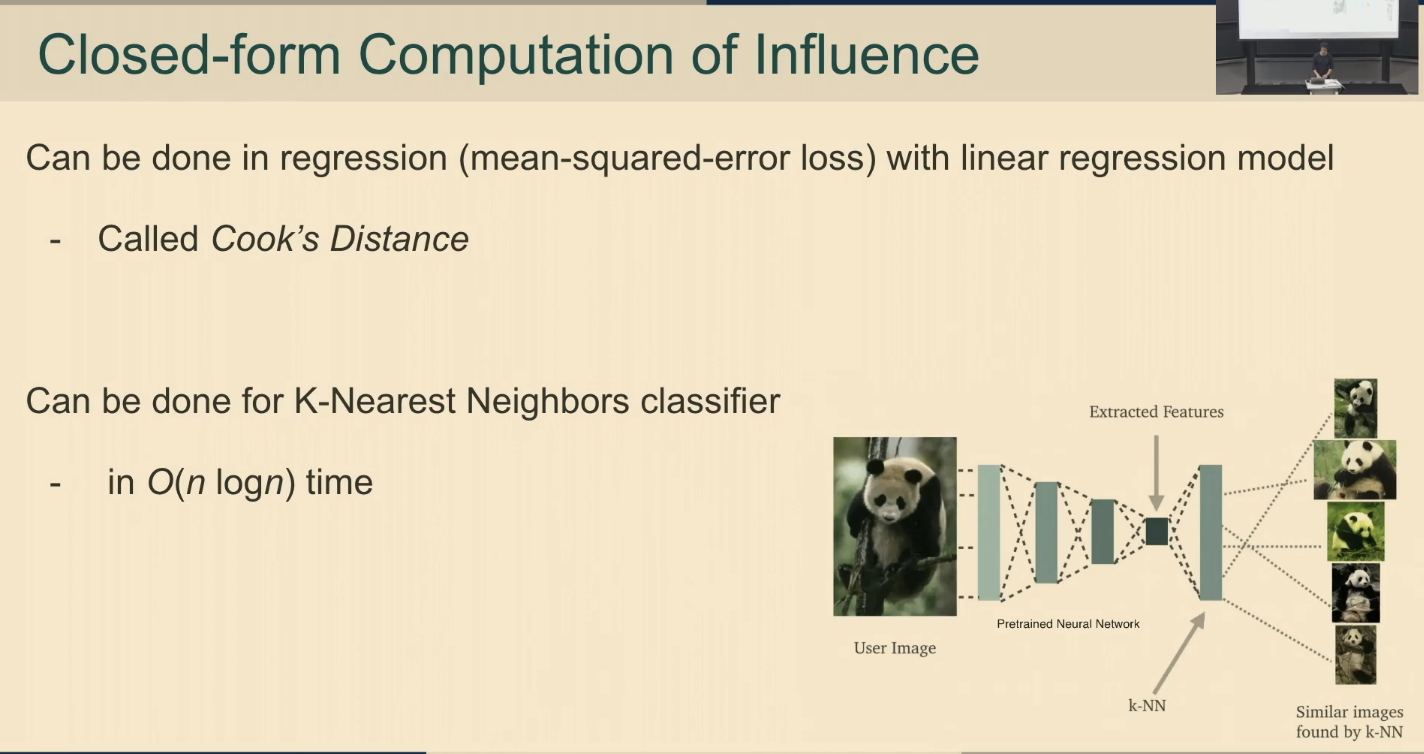 Closed-form Computation of Influence
Can be done in regression (mean-squared-error loss) with linear regression model
- Called Cook's Distance
Can be done for K-Nearest Neighbors classifier
- in O(n logn) time
Extracted Features
Pretrained Neural Network
User Image
k-NN
Similar images
found by k-NN